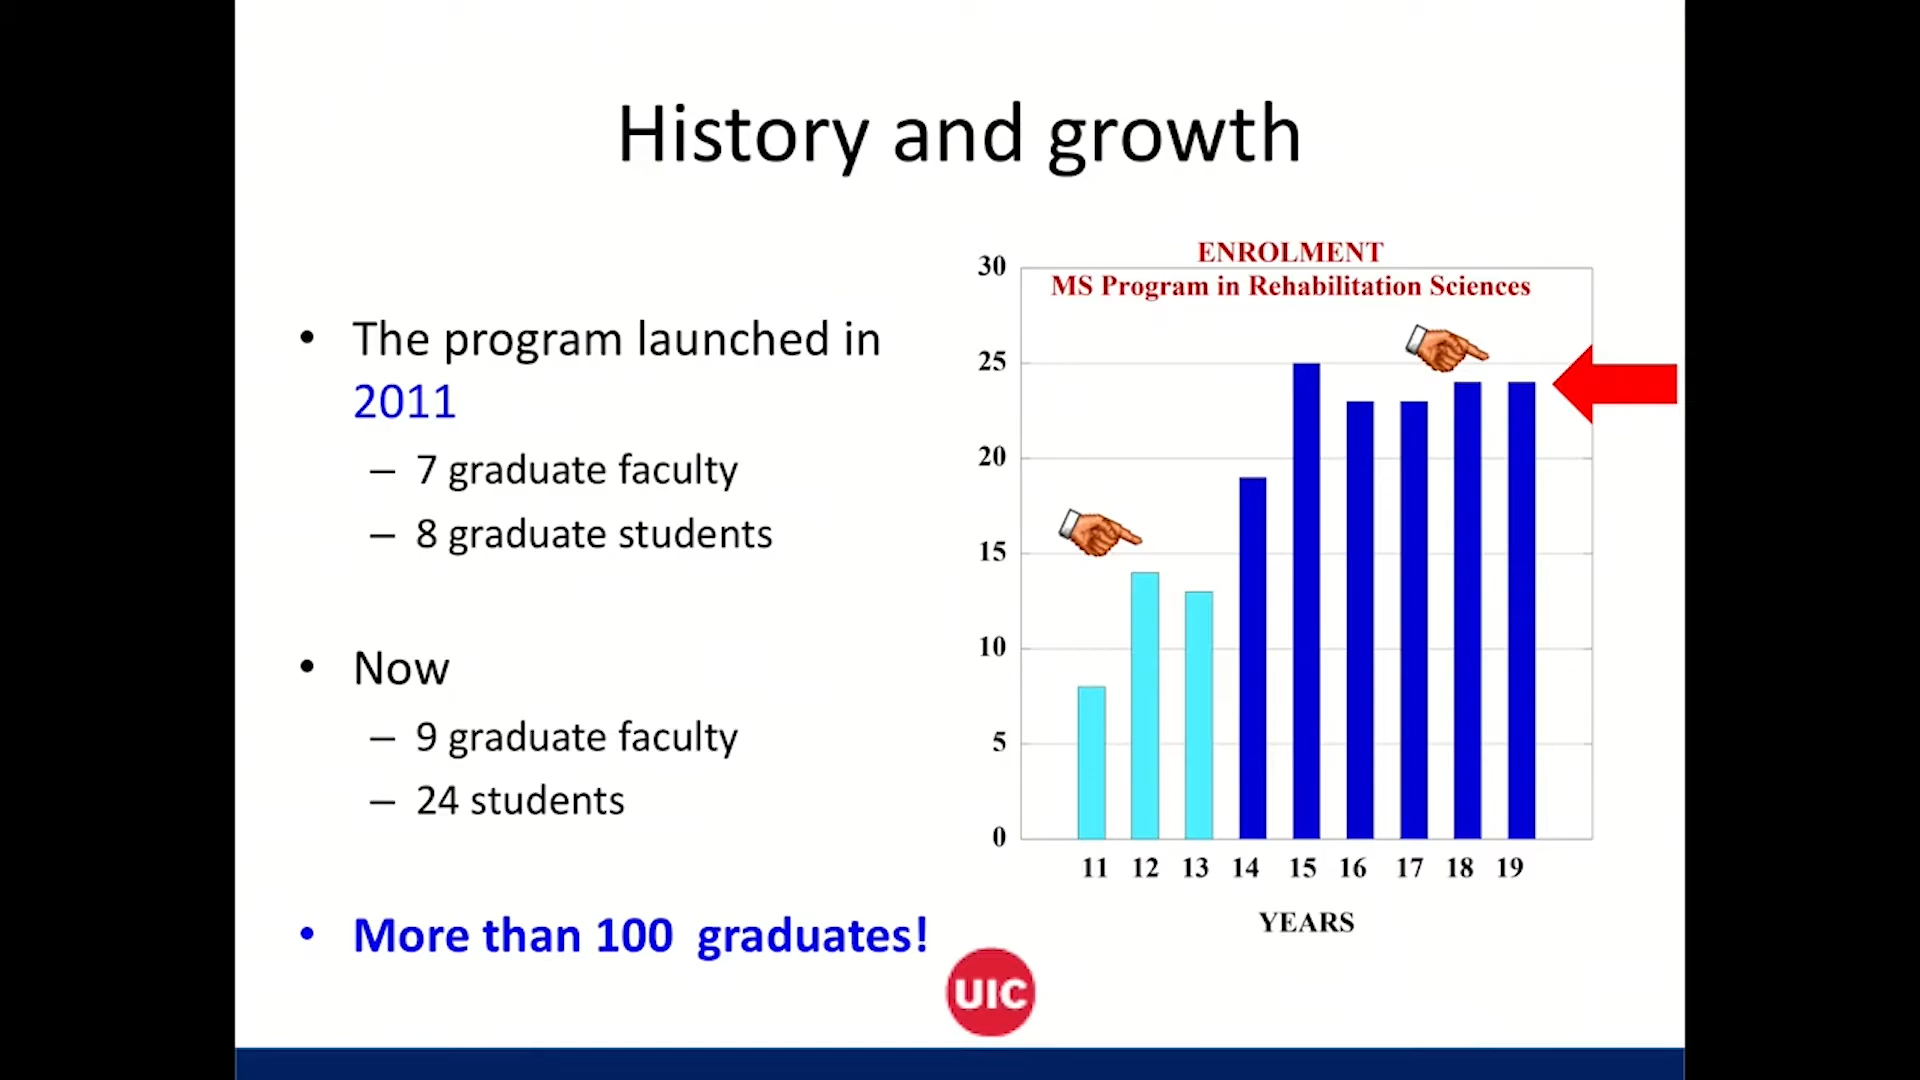 History and growth
• The program launched in
2011
– 7 graduate faculty
– 8 graduate students
• Now
– 9 graduate faculty
– 24 students
• More than 100 graduates!
ENROLMENT
MS Program in Rehabilitation Sciences
30
25
20
15
10
5
0
11 12 13 14 15 16 17 18 19
YEARS
UIC